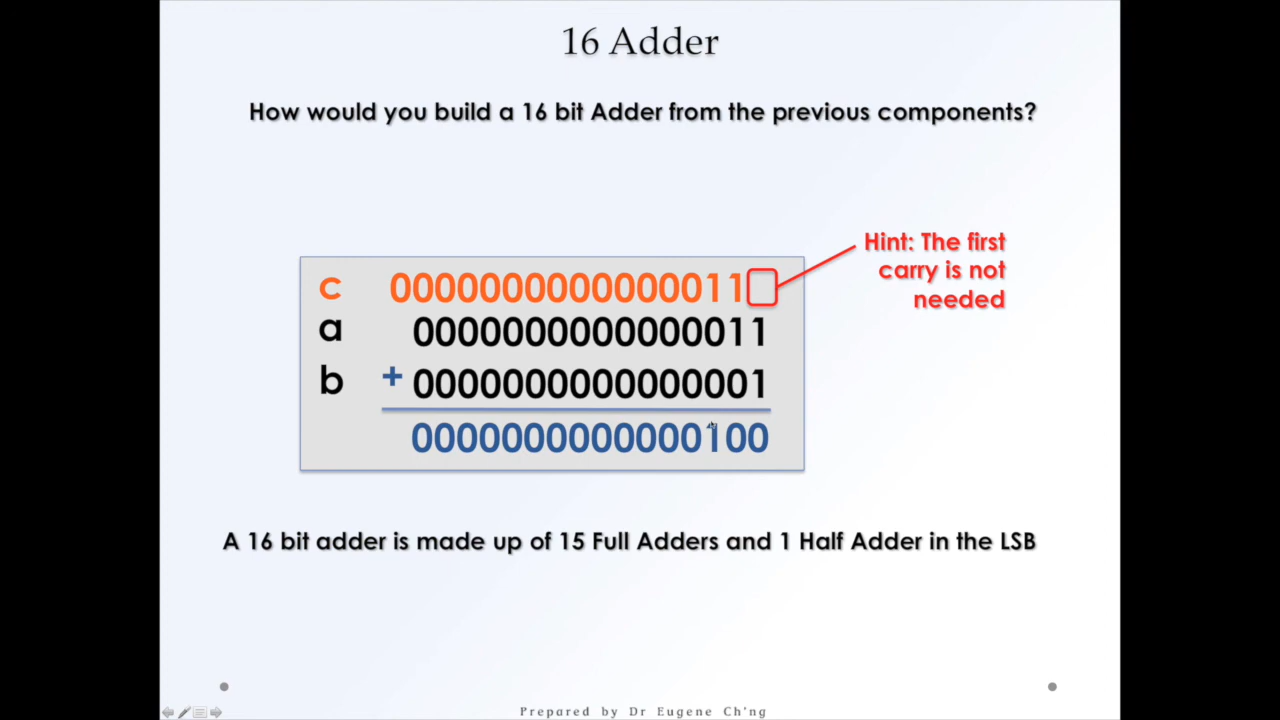 16 Adder
How would you build a 16 bit Adder from the previous components?
Hint: The first
carry is not
needed
c 0000000000000011
a 0000000000000011
b + 0000000000000001
0000000000000100
A 16 bit adder is made up of 15 Full Adders and 1 Half Adder in the LSB
Prepared by Dr Eugene Ch'ng